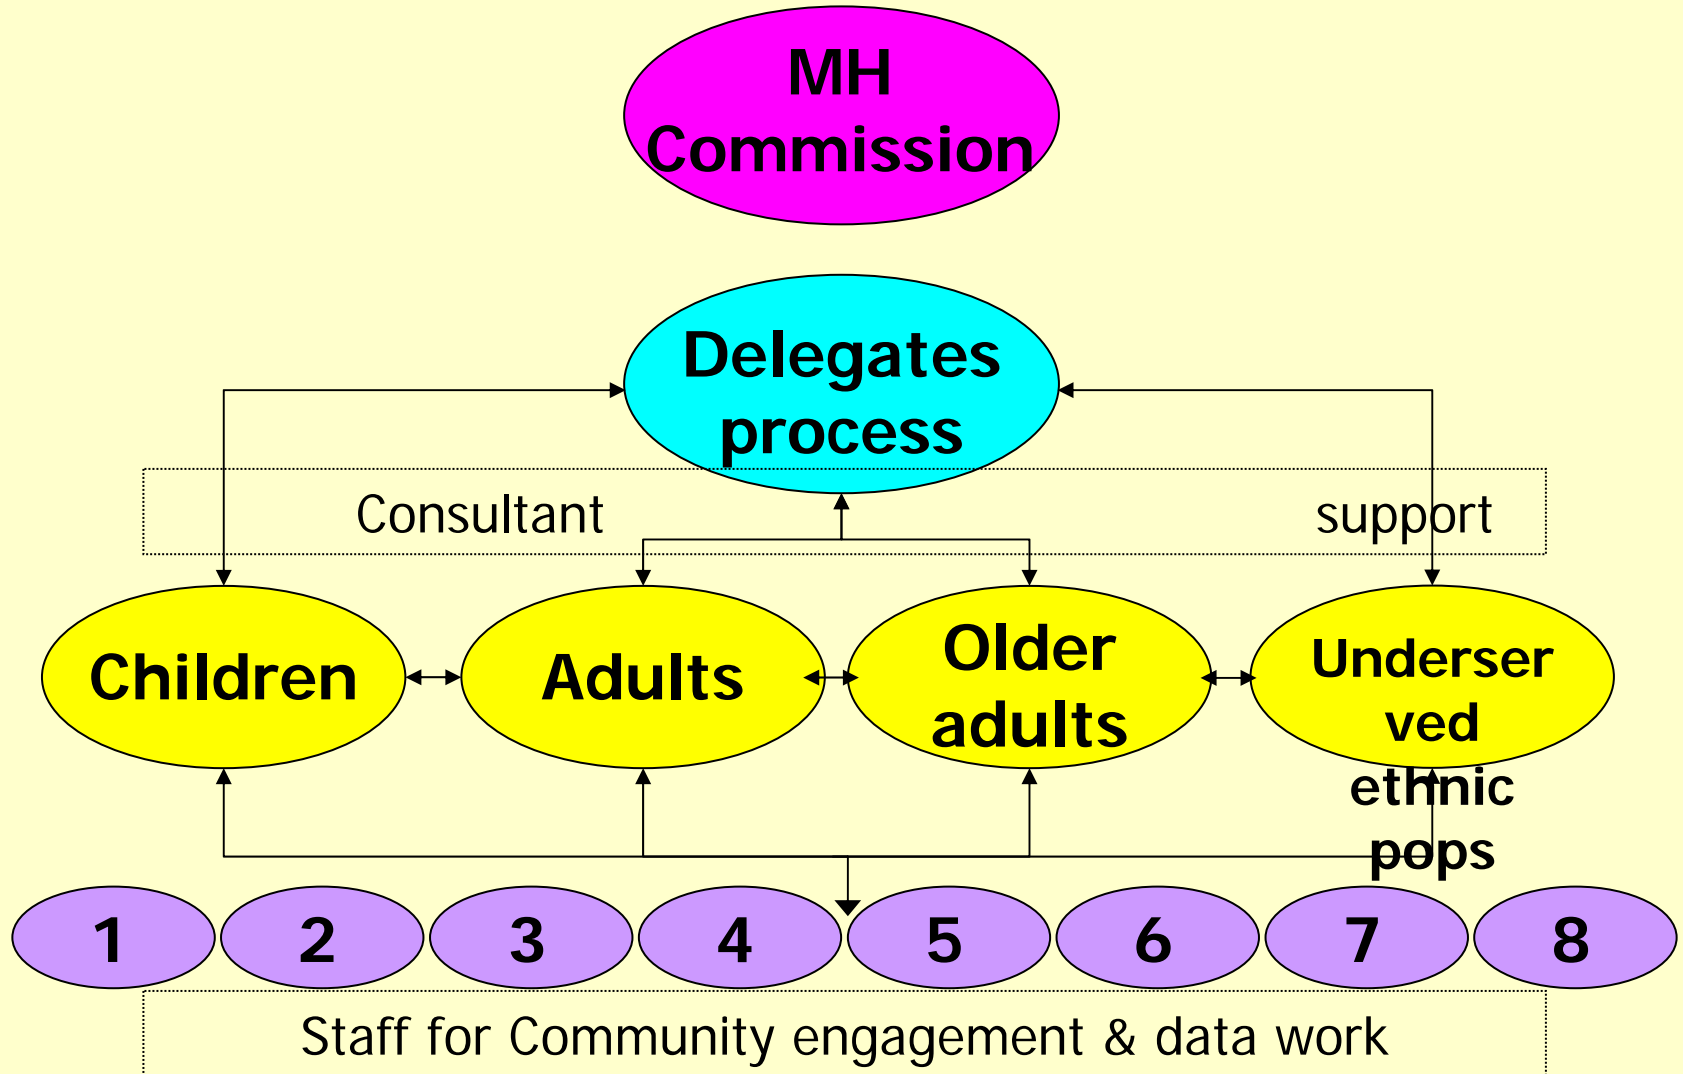 MH
Commission
Delegates
process
Consultant support
Children
Adults
Older
adults
Underser
ved
ethnic
pops
1 2 3 4 5 6 7 8
Staff for Community engagement & data work